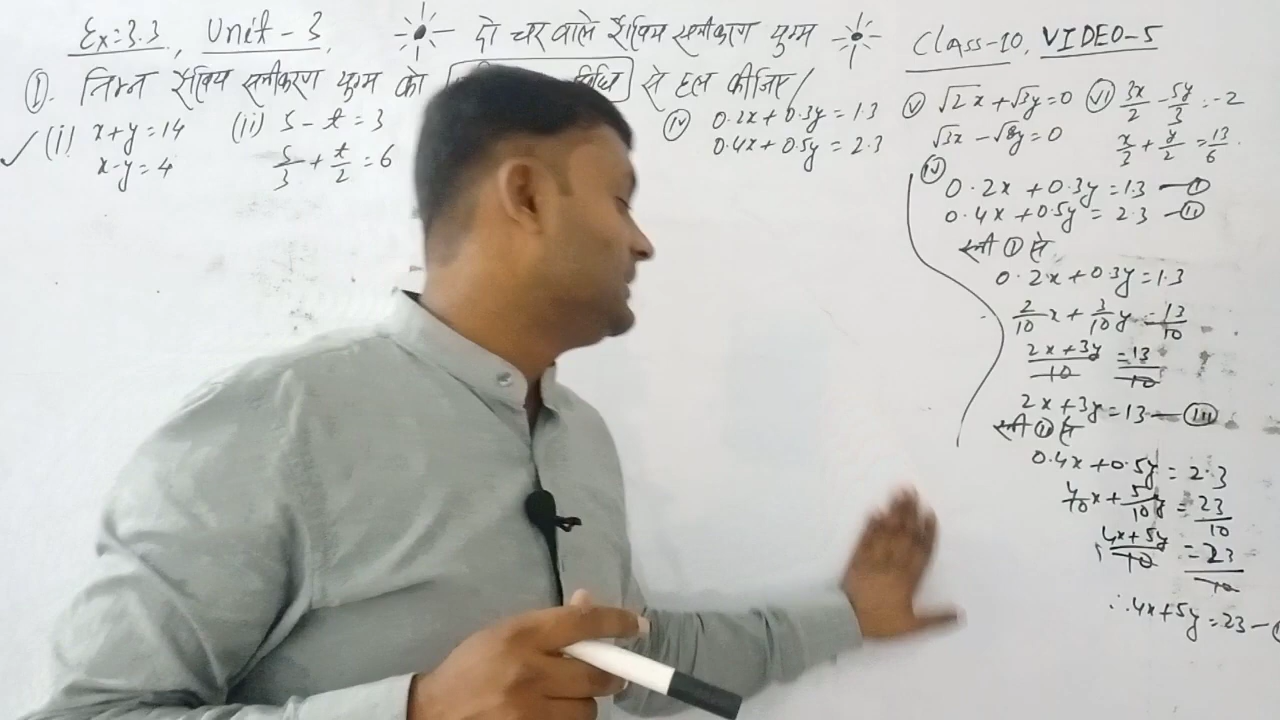 Ex:3.3, Unit-3, दो चर वाले रैखिय समीकरण युग्म Class-10, VIDEO-5
①. निम्न रैखिय समीकरण युग्म को विधि से हल कीजिए/
(i) x+y=14
x-y=4
(ii) s-t=3
s/3 + t/2 = 6
(iv) 0.2x+0.3y=1.3
0.4x+0.5y=2.3
(v) √2x+√3y=0
√3x-√8y=0
(vi) 3x/2 - 5y/3 = -2
x/3 + y/2 = 13/6
(iv) 0.2x+0.3y=1.3 —(I)
0.4x+0.5y=2.3 —(II)
समी (I) से
0.2x+0.3y=1.3
2/10x + 3/10y = 13/10
2x+3y/10 = 13/10
2x+3y=13 —(III)
समी (II) से
0.4x+0.5y=2.3
4/10x + 5/10y = 23/10
4x+5y/10 = 23/10
∴4x+5y=23—